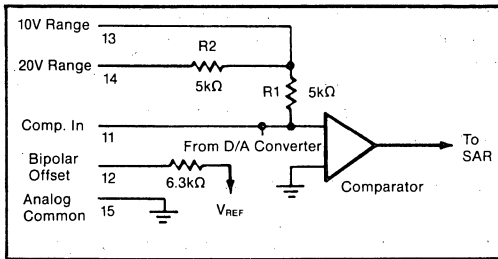 10V Range
13
R2
20V Range
14
5kΩ
R1
5kΩ
Comp. In
11
From D/A Converter
To
SAR
Bipolar
Offset
12
6.3kΩ
Comparator
Analog
Common
15
VREF